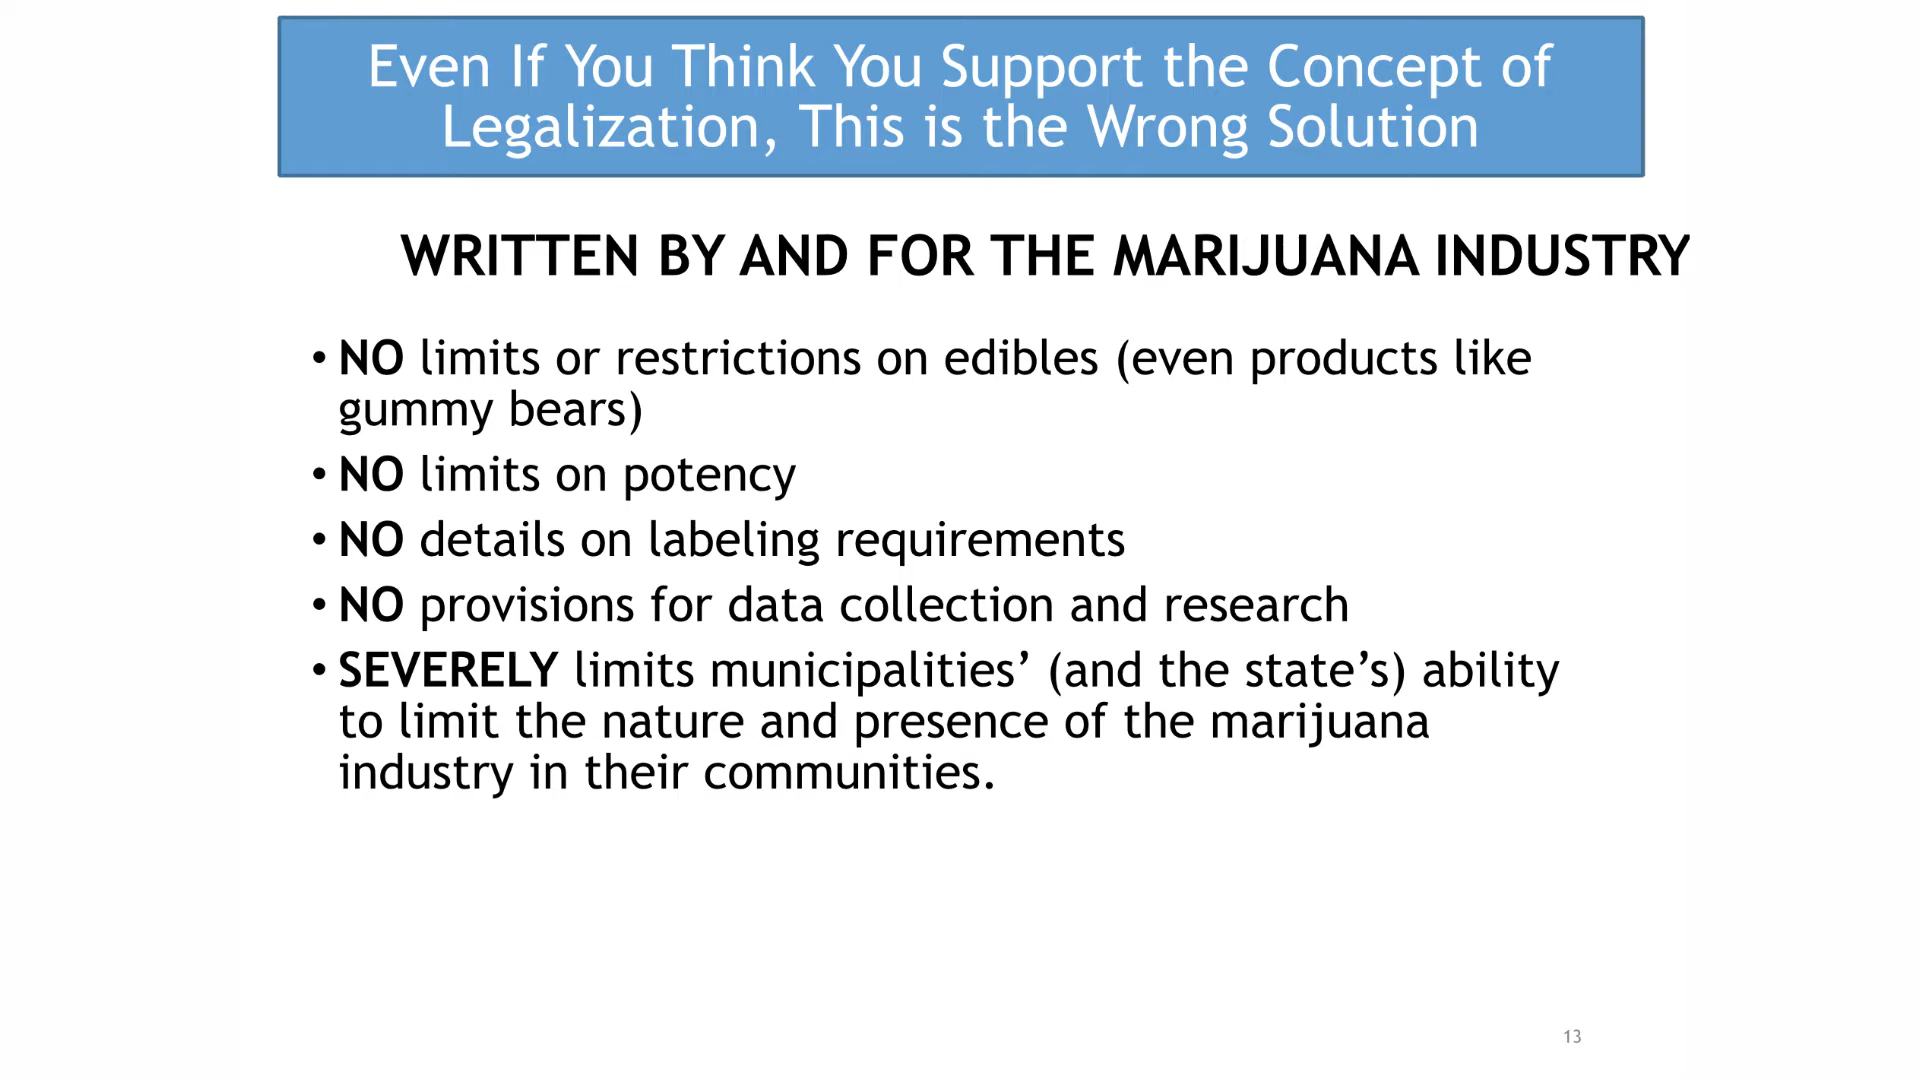 Even If You Think You Support the Concept of
Legalization, This is the Wrong Solution
WRITTEN BY AND FOR THE MARIJUANA INDUSTRY
• NO limits or restrictions on edibles (even products like
gummy bears)
• NO limits on potency
• NO details on labeling requirements
• NO provisions for data collection and research
• SEVERELY limits municipalities’ (and the state’s) ability
to limit the nature and presence of the marijuana
industry in their communities.
13